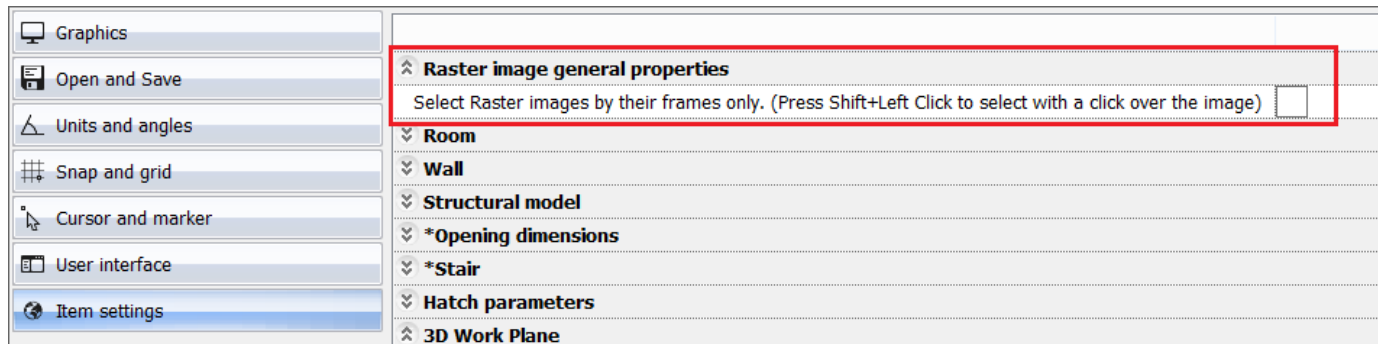 Graphics
Open and Save
Units and angles
Snap and grid
Cursor and marker
User interface
Item settings
Raster image general properties
Select Raster images by their frames only. (Press Shift+Left Click to select with a click over the image)
Room
Wall
Structural model
*Opening dimensions
*Stair
Hatch parameters
3D Work Plane